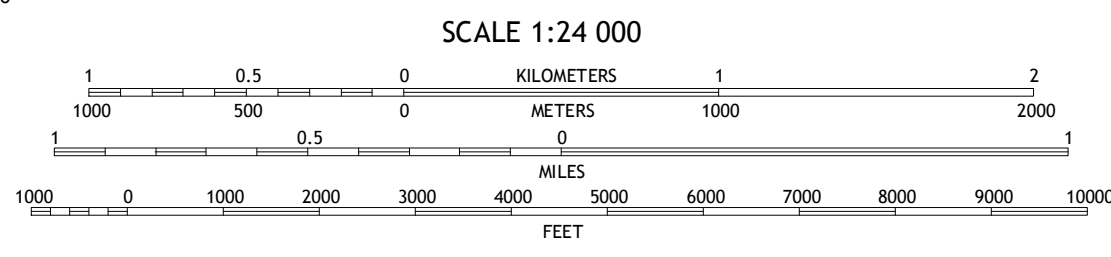 SCALE 1:24 000
1 0.5 0 KILOMETERS 1 2
1000 500 0 METERS 1000 2000
1 0.5 0 1
MILES
1000 0 1000 2000 3000 4000 5000 6000 7000 8000 9000 10000
FEET